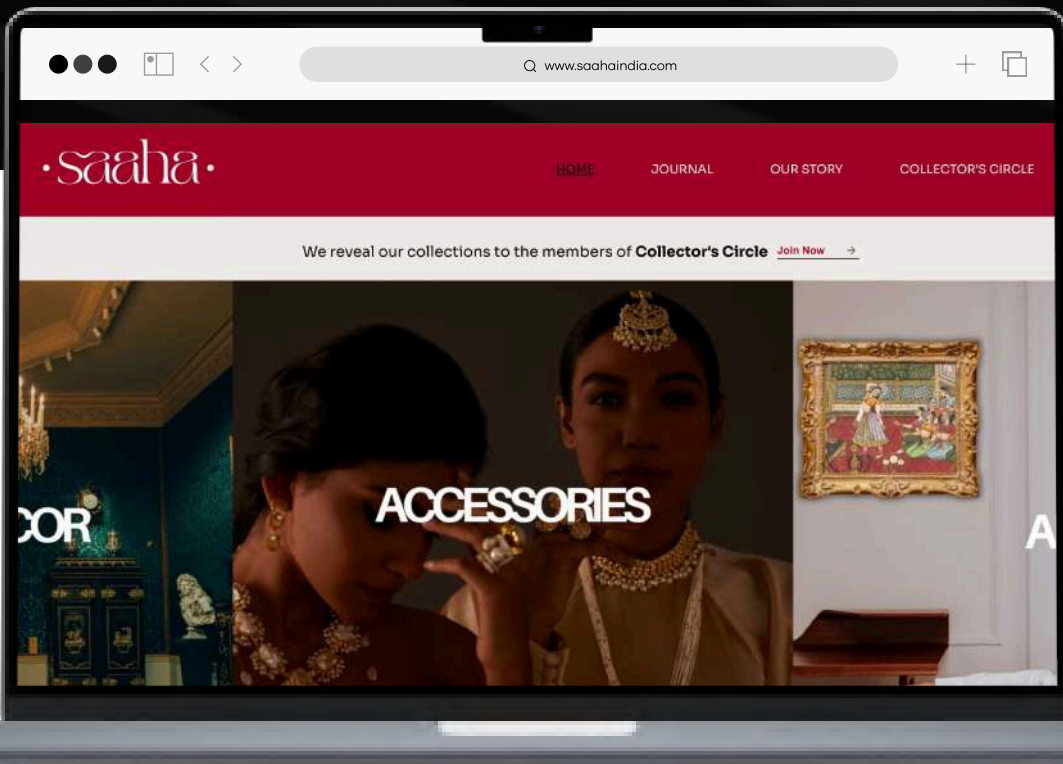 www.saahaindia.com
·saaha·
HOME JOURNAL OUR STORY COLLECTOR'S CIRCLE
We reveal our collections to the members of Collector's Circle Join Now →
COR
ACCESSORIES
A